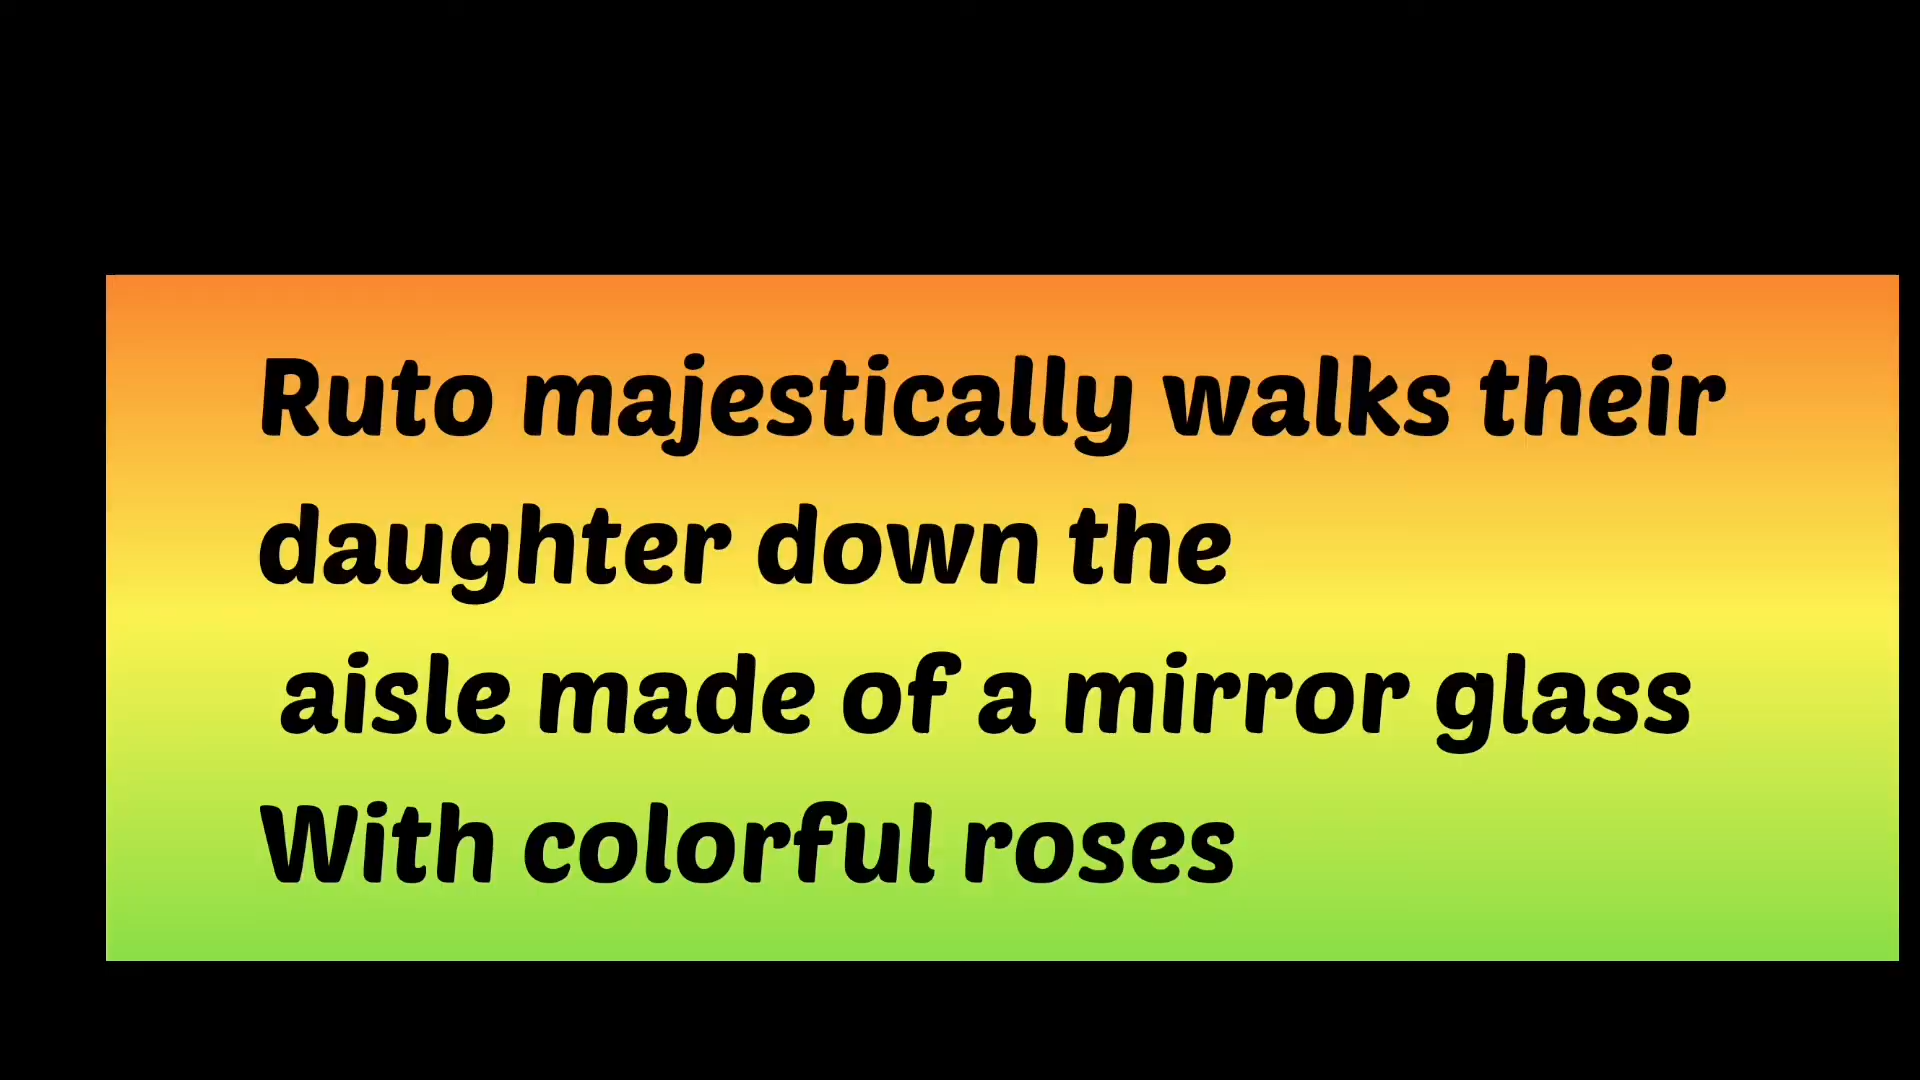 Ruto majestically walks their
daughter down the
aisle made of a mirror glass
With colorful roses